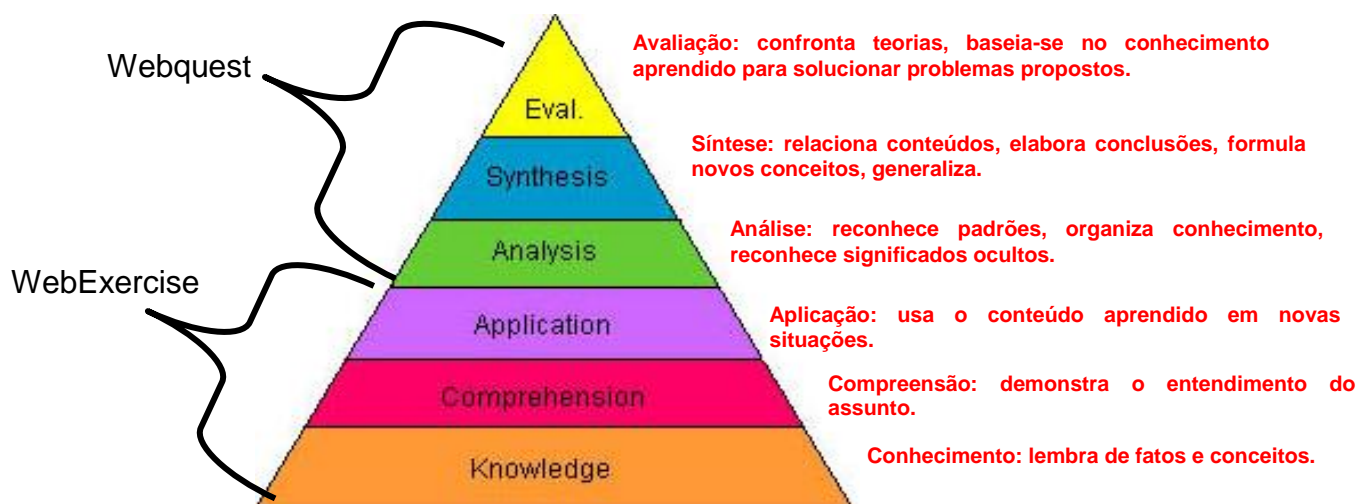 Webquest
Avaliação: confronta teorias, baseia-se no conhecimento
aprendido para solucionar problemas propostos.
Eval.
Síntese: relaciona conteúdos, elabora conclusões, formula
novos conceitos, generaliza.
Synthesis
Análise: reconhece padrões, organiza conhecimento,
reconhece significados ocultos.
Analysis
WebExercise
Aplicação: usa o conteúdo aprendido em novas
situações.
Application
Compreensão: demonstra o entendimento do
assunto.
Comprehension
Conhecimento: lembra de fatos e conceitos.
Knowledge